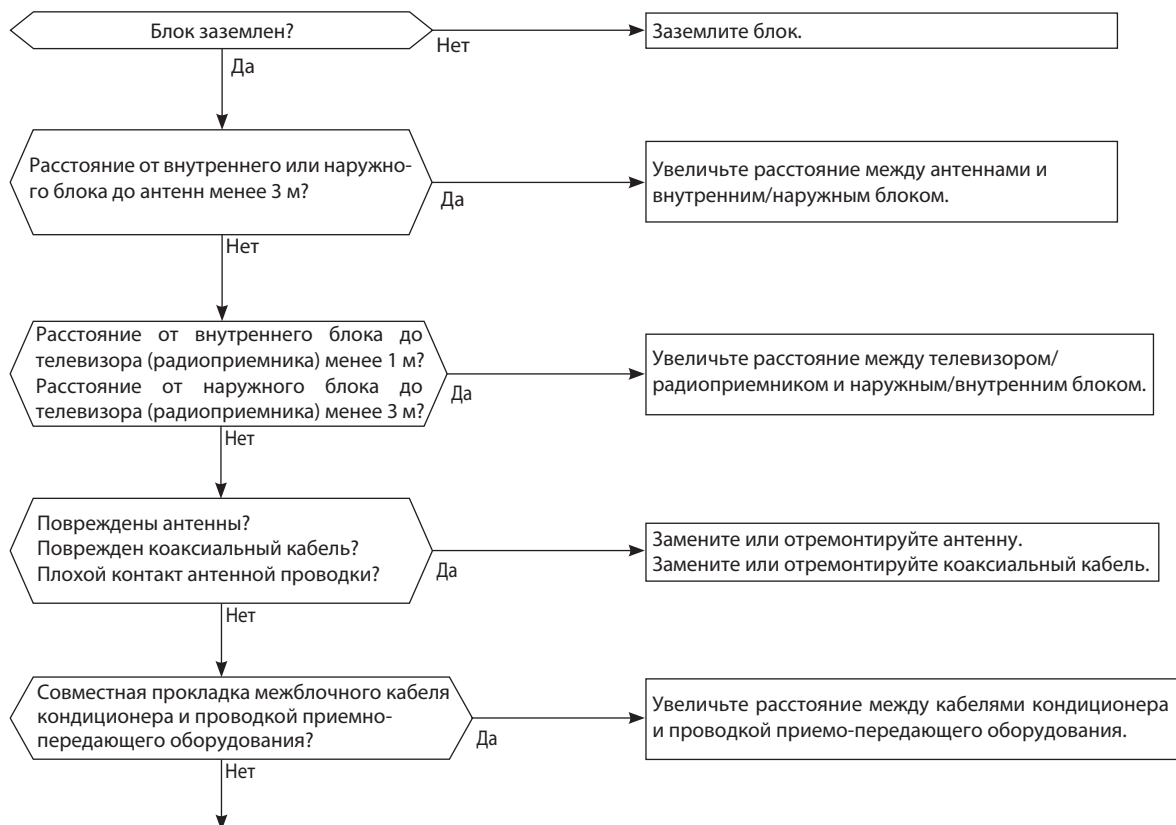 Блок заземлен?
Нет
Заземлите блок.
Да
Расстояние от внутреннего или наружно-
го блока до антенн менее 3 м?
Да
Увеличьте расстояние между антеннами и
внутренним/наружным блоком.
Нет
Расстояние от внутреннего блока до
телевизора (радиоприемника) менее 1 м?
Расстояние от наружного блока до
телевизора (радиоприемника) менее 3 м?
Да
Увеличьте расстояние между телевизором/
радиоприемником и наружным/внутренним блоком.
Нет
Повреждены антенны?
Поврежден коаксиальный кабель?
Плохой контакт антенной проводки?
Да
Замените или отремонтируйте антенну.
Замените или отремонтируйте коаксиальный кабель.
Нет
Совместная прокладка межблочного кабеля
кондиционера и проводкой приемно-
передающего оборудования?
Да
Увеличьте расстояние между кабелями кондиционера
и проводкой приемо-передающего оборудования.
Нет